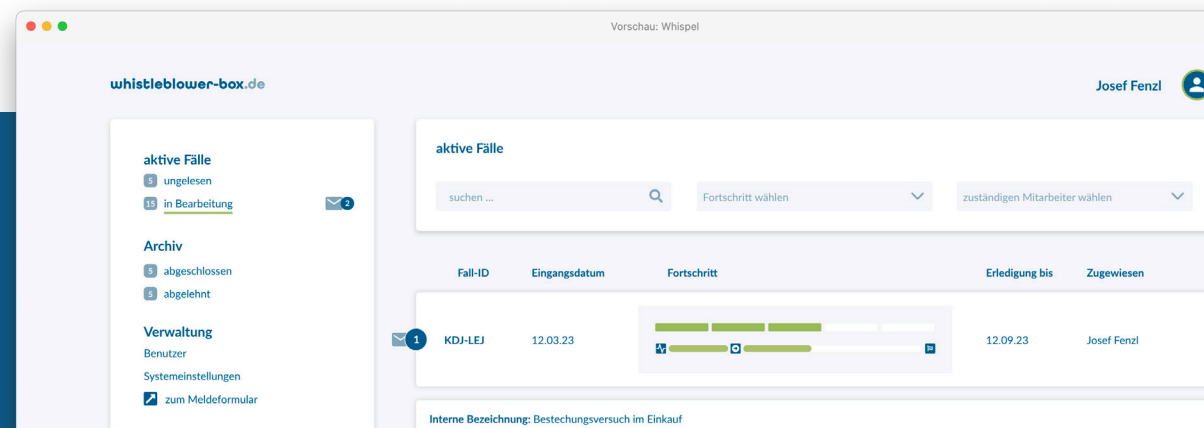 Vorschau: Whispel
whistleblower-box.de
Josef Fenzl
aktive Fälle
5 ungelesen
15 in Bearbeitung 2
Archiv
5 abgeschlossen
5 abgelehnt
Verwaltung
Benutzer
Systemeinstellungen
zum Meldeformular
aktive Fälle
suchen ... Fortschritt wählen zuständigen Mitarbeiter wählen
Fall-ID Eingangsdatum Fortschritt Erledigung bis Zugewiesen
1 KDJ-LEJ 12.03.23 12.09.23 Josef Fenzl
Interne Bezeichnung: Bestechungsversuch im Einkauf